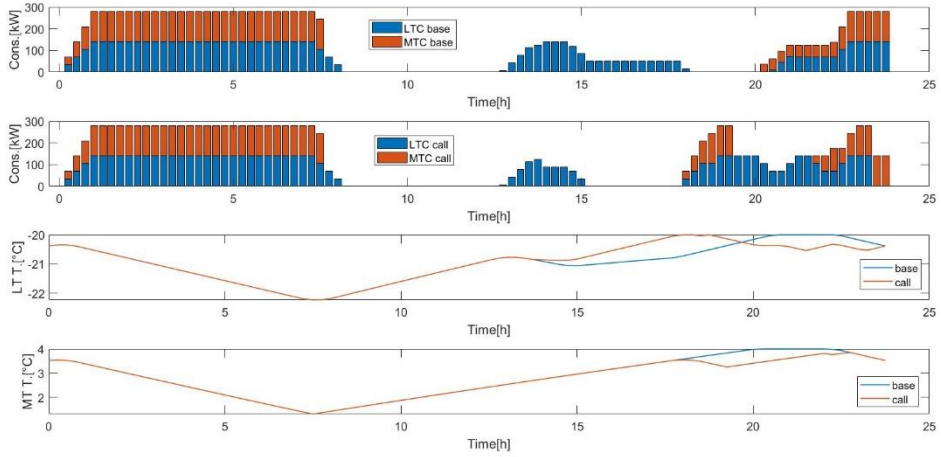 300
200
100
0
Cons.[kW]
LTC base
MTC base
0 5 10 15 20 25
Time[h]
300
200
100
0
Cons.[kW]
LTC call
MTC call
0 5 10 15 20 25
Time[h]
-20
-21
-22
LT T.[°C]
base
call
0 5 10 15 20 25
Time[h]
4
3
2
MT T.[°C]
base
call
0 5 10 15 20 25
Time[h]